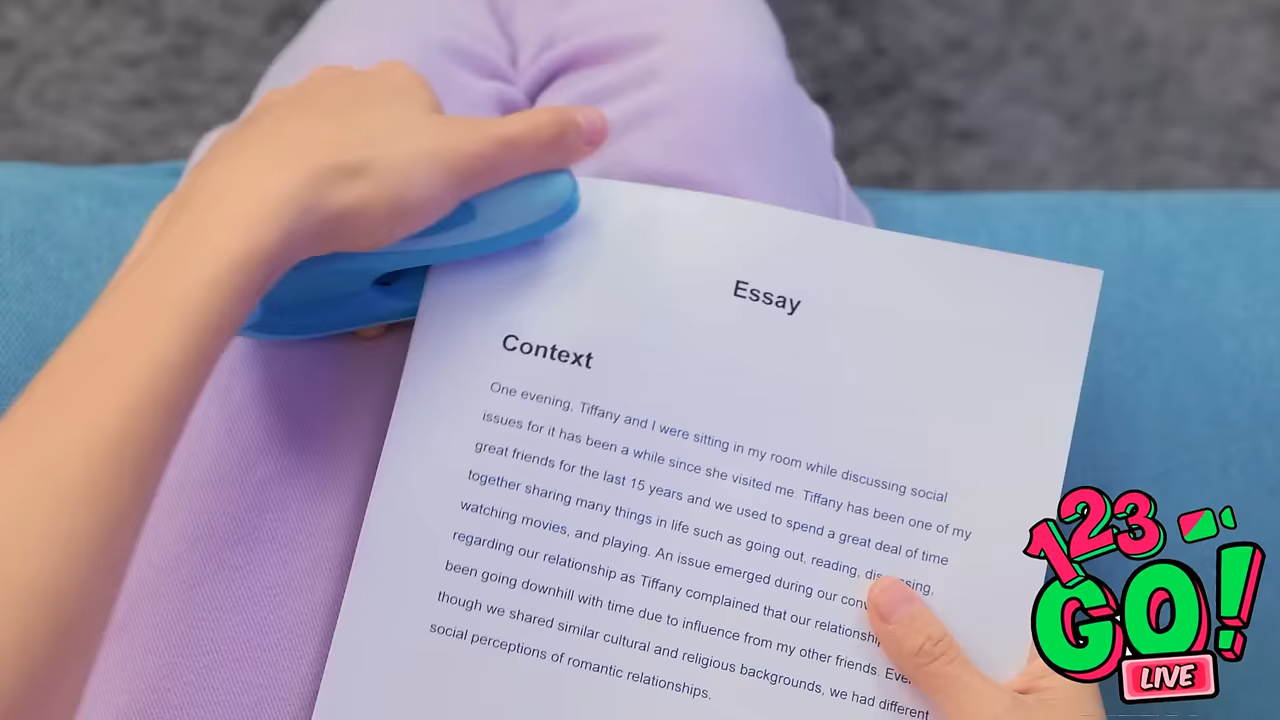 Essay
Context
One evening, Tiffany and I were sitting in my room while discussing social
issues for it has been a while since she visited me. Tiffany has been one of my
great friends for the last 15 years and we used to spend a great deal of time
together sharing many things in life such as going out, reading,
watching movies, and playing. An issue emerged during our
regarding our relationship as Tiffany complained that our
been going downhill with time due to influence from my other friends.
though we shared similar cultural and religious backgrounds, we had different
social perceptions of romantic relationships.
123
GO!
LIVE